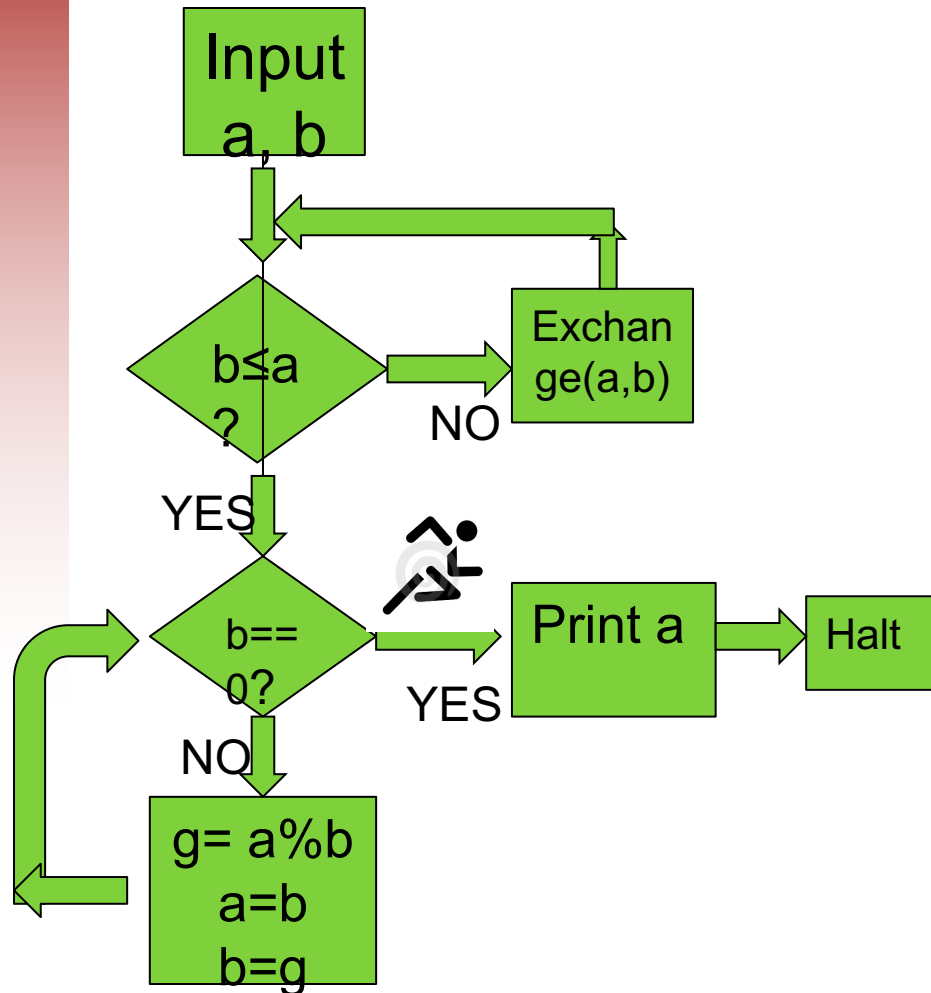 Input
a, b
b≤a
?
NO
Exchan
ge(a,b)
YES
b==
0?
YES
Print a
Halt
NO
g= a%b
a=b
b=g